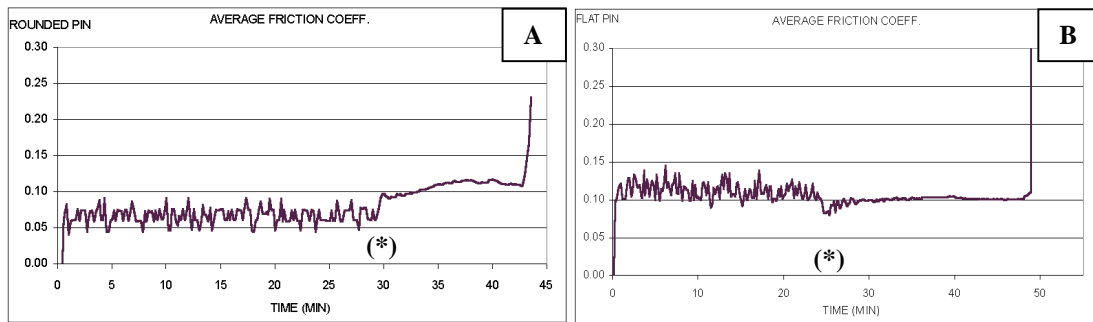 ROUNDED PIN
AVERAGE FRICTION COEFF.
A
0.30
0.25
0.20
0.15
0.10
0.05
0.00
(*)
0 5 10 15 20 25 30 35 40 45
TIME (MIN)
FLAT PIN
AVERAGE FRICTION COEFF.
B
0.30
0.25
0.20
0.15
0.10
0.05
0.00
(*)
0 10 20 30 40 50
TIME (MIN)